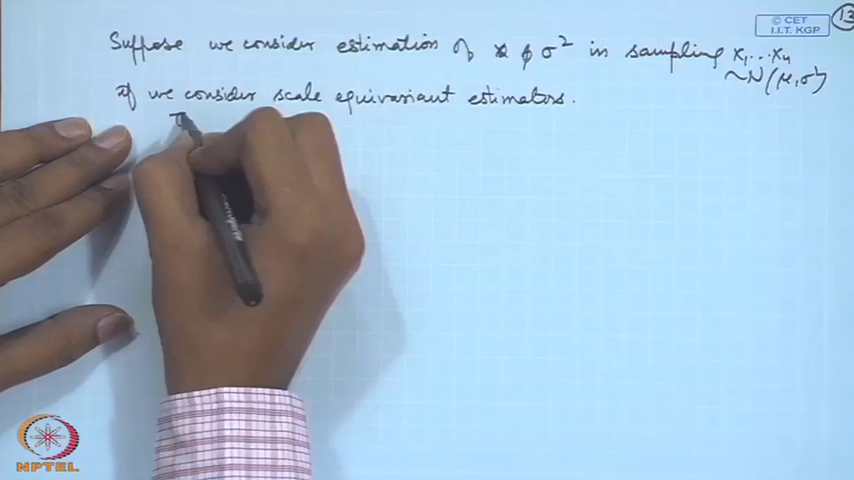 Suppose we consider estimation of σ² in sampling X₁...Xₙ
~N(μ,σ²)
If we consider scale equivariant estimators.
© CET
I.I.T. KGP
13
NPTEL